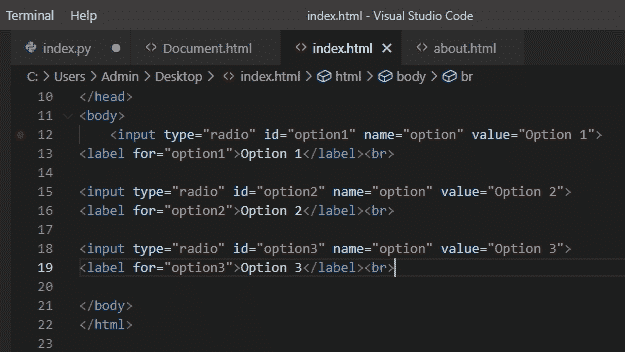 Terminal Help index.html - Visual Studio Code
index.py Document.html index.html about.html
C: > Users > Admin > Desktop > index.html > html > body > br
10 </head>
11 <body>
12     <input type="radio" id="option1" name="option" value="Option 1">
13 <label for="option1">Option 1</label><br>
14
15 <input type="radio" id="option2" name="option" value="Option 2">
16 <label for="option2">Option 2</label><br>
17
18 <input type="radio" id="option3" name="option" value="Option 3">
19 <label for="option3">Option 3</label><br>
20
21 </body>
22 </html>
23